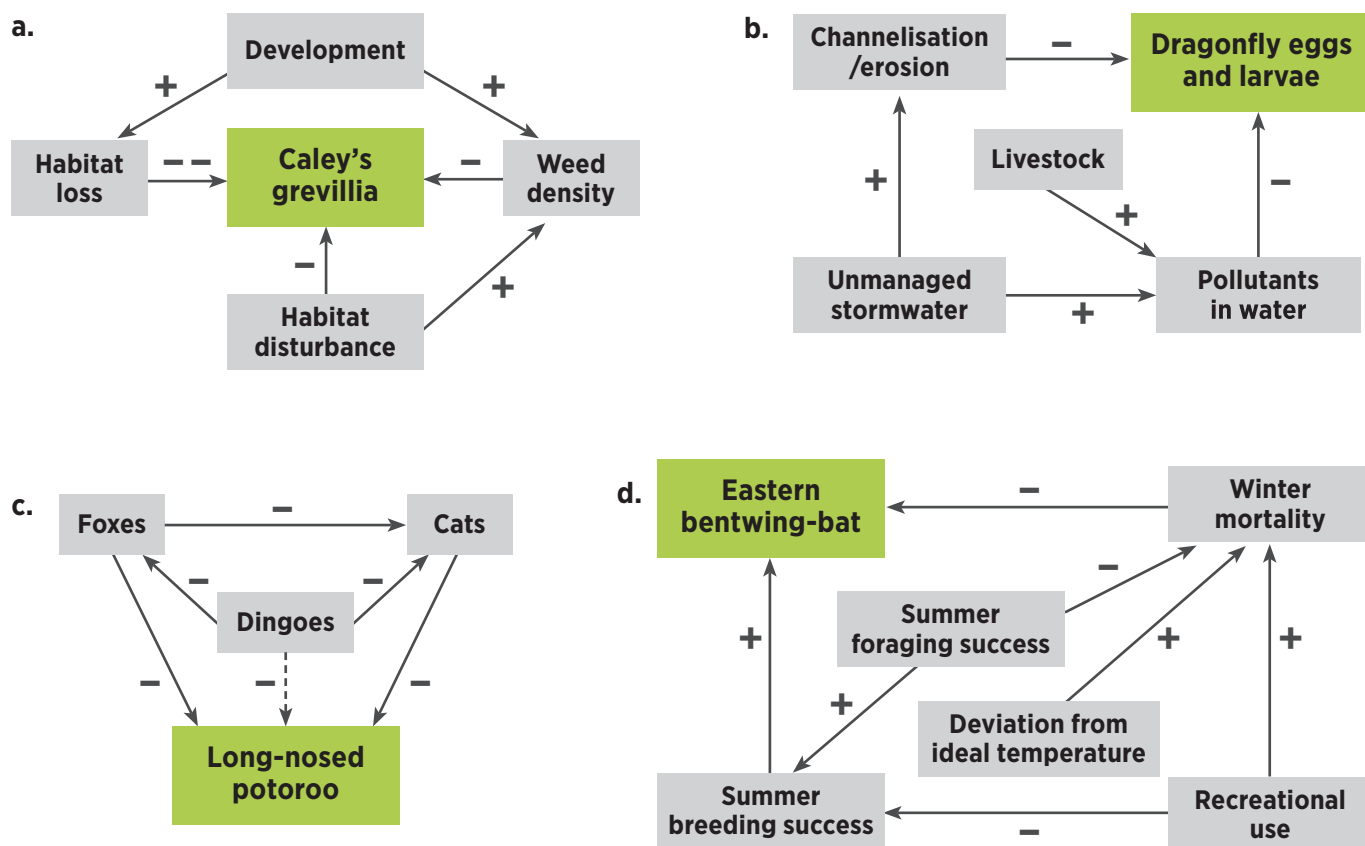 a.
Development
+
+
Habitat
loss
– –
Caley's
grevillia
–
Weed
density
–
+
Habitat
disturbance
b.
Channelisation
/erosion
–
Dragonfly eggs
and larvae
Livestock
+
+
–
Unmanaged
stormwater
+
Pollutants
in water
c.
Foxes
–
Cats
–
–
Dingoes
–
–
–
Long-nosed
potoroo
d.
Eastern
bentwing-bat
–
Winter
mortality
–
Summer
foraging success
+
+
+
+
Deviation from
ideal temperature
Summer
breeding success
–
Recreational
use